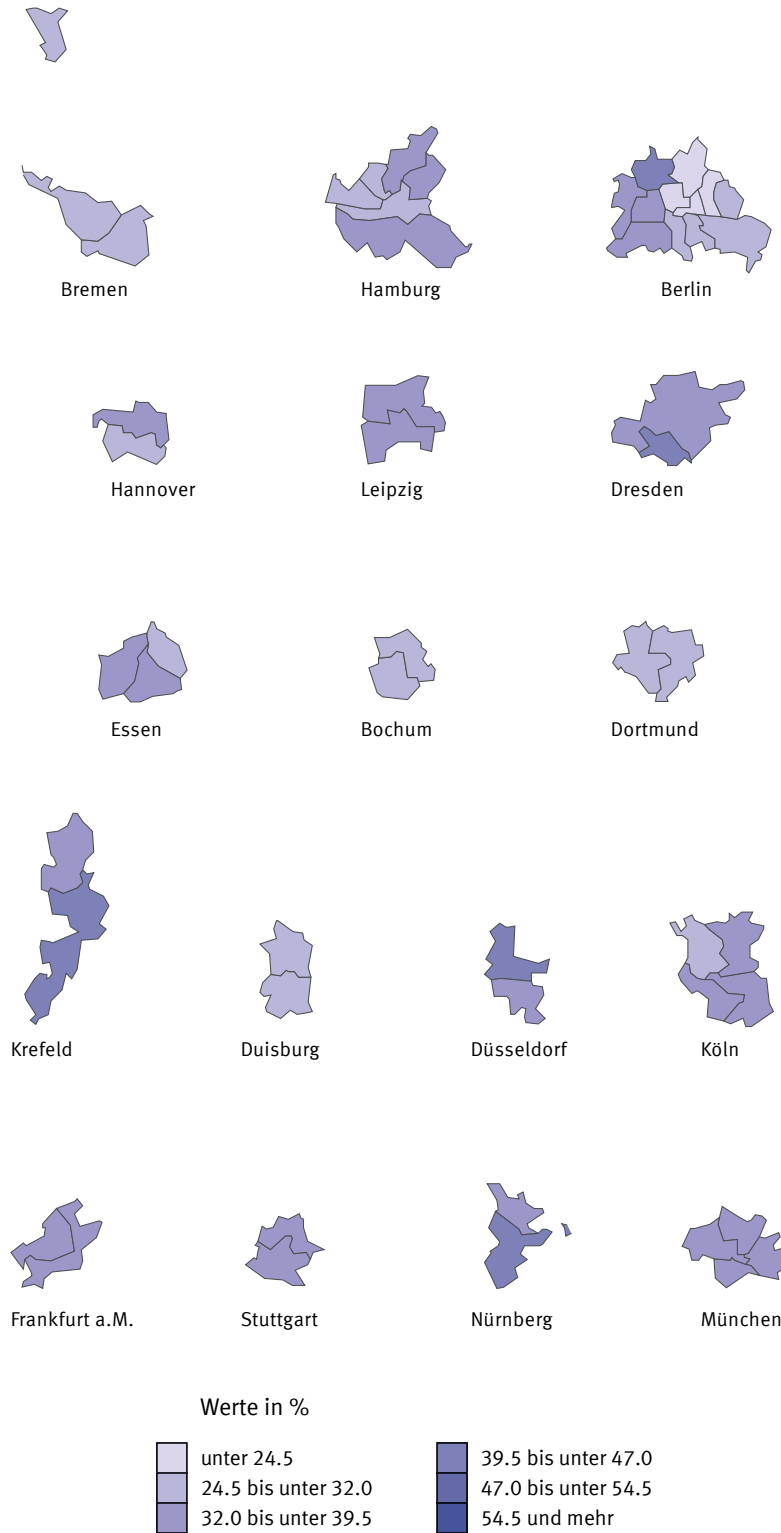 Bremen
Hamburg
Berlin
Hannover
Leipzig
Dresden
Essen
Bochum
Dortmund
Krefeld
Duisburg
Düsseldorf
Köln
Frankfurt a.M.
Stuttgart
Nürnberg
München
Werte in %
unter 24.5
24.5 bis unter 32.0
32.0 bis unter 39.5
39.5 bis unter 47.0
47.0 bis unter 54.5
54.5 und mehr